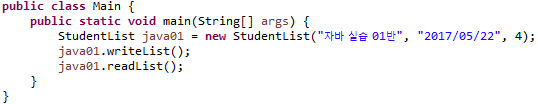 public class Main {
    public static void main(String[] args) {
        StudentList java01 = new StudentList("자바 실습 01반", "2017/05/22", 4);
        java01.writeList();
        java01.readList();
    }
}